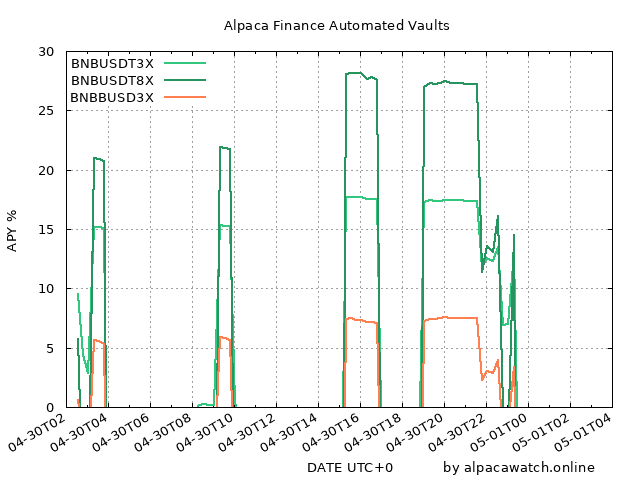 Alpaca Finance Automated Vaults
30
25
20
15
10
5
0
APY %
BNBUSDT3X
BNBUSDT8X
BNBBUSD3X
04-30T02
04-30T04
04-30T06
04-30T08
04-30T10
04-30T12
04-30T14
04-30T16
04-30T18
04-30T20
04-30T22
05-01T00
05-01T02
05-01T04
DATE UTC+0
by alpacawatch.online